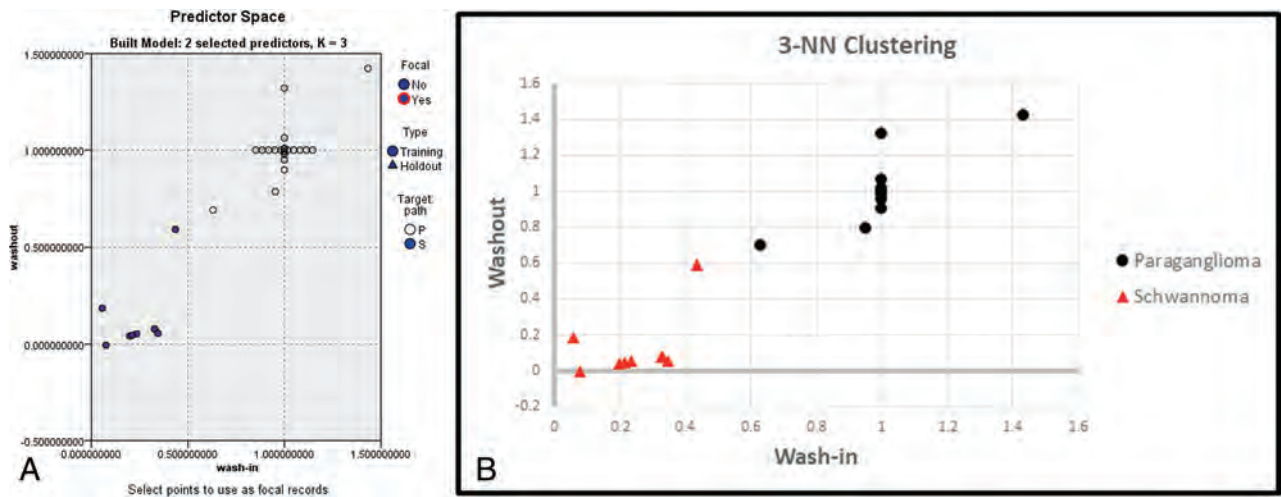 Predictor Space
Built Model: 2 selected predictors, K = 3
1.500000000
1.000000000
0.500000000
0.000000000
-0.500000000
washout
0.000000000
0.500000000
1.000000000
1.500000000
wash-in
Select points to use as focal records
Focal
No
Yes
Type
Training
Holdout
Target:
path
P
S
A
3-NN Clustering
1.6
1.4
1.2
1
0.8
0.6
0.4
0.2
0
-0.2
Washout
0
0.2
0.4
0.6
0.8
1
1.2
1.4
1.6
Wash-in
Paraganglioma
Schwannoma
B